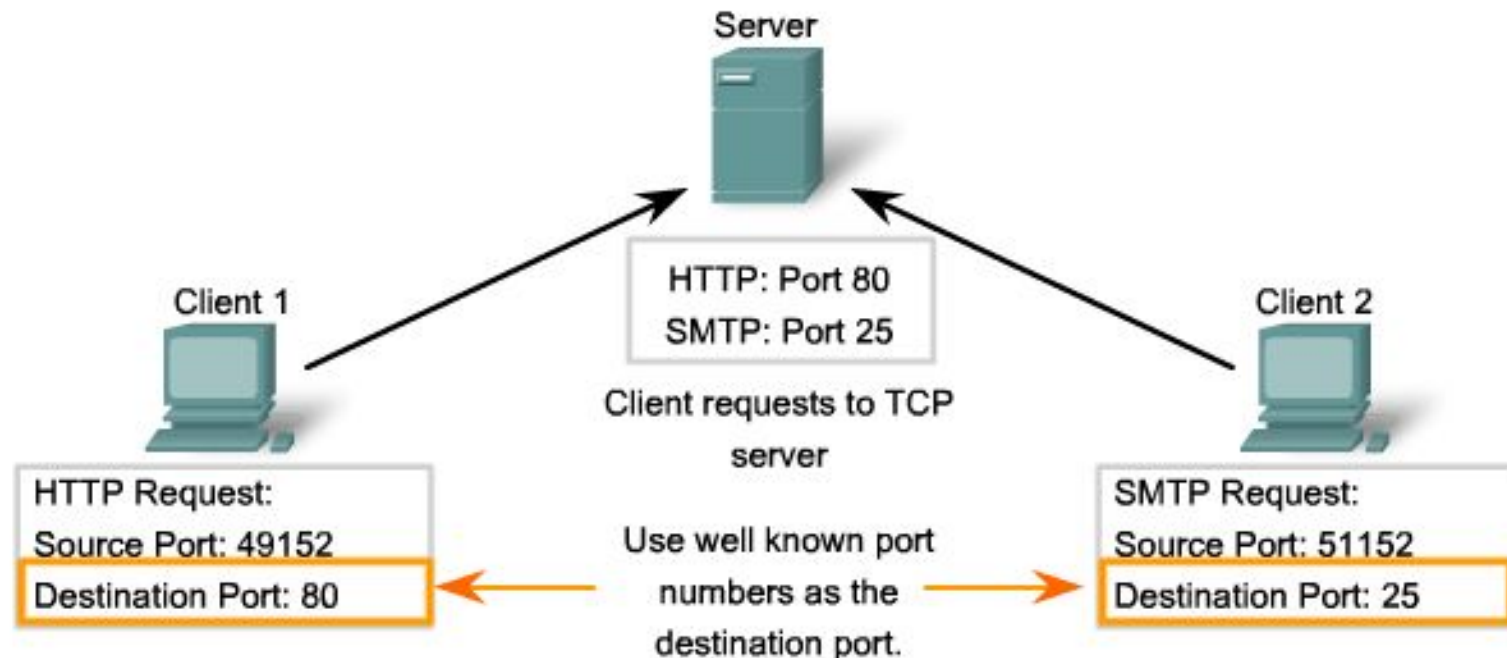 Server
HTTP: Port 80
SMTP: Port 25
Client 1
Client 2
Client requests to TCP
server
HTTP Request:
Source Port: 49152
Destination Port: 80
Use well known port
numbers as the
destination port.
SMTP Request:
Source Port: 51152
Destination Port: 25